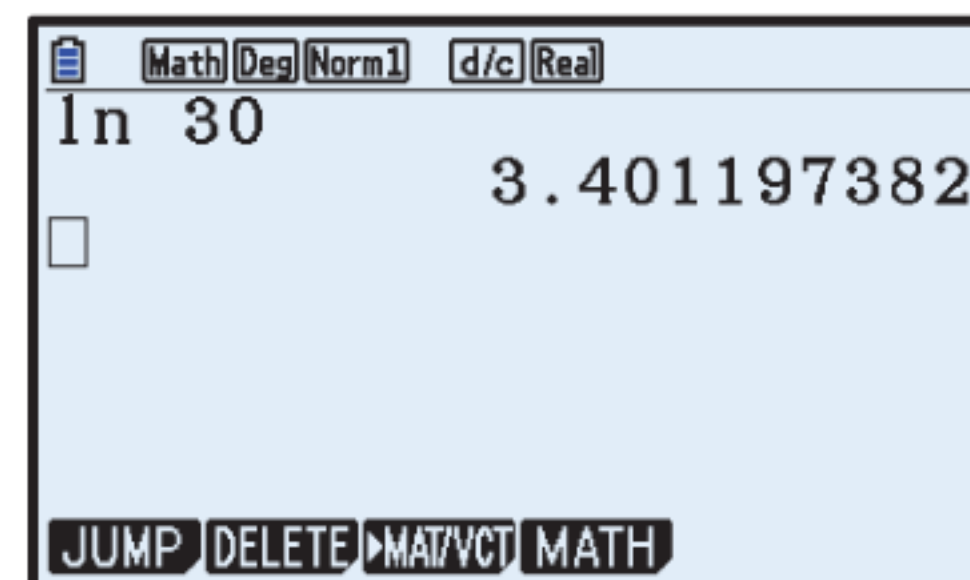 Math Deg Norm1 d/c Real
ln 30
3.401197382
JUMP DELETE ▶MAT/VCT MATH